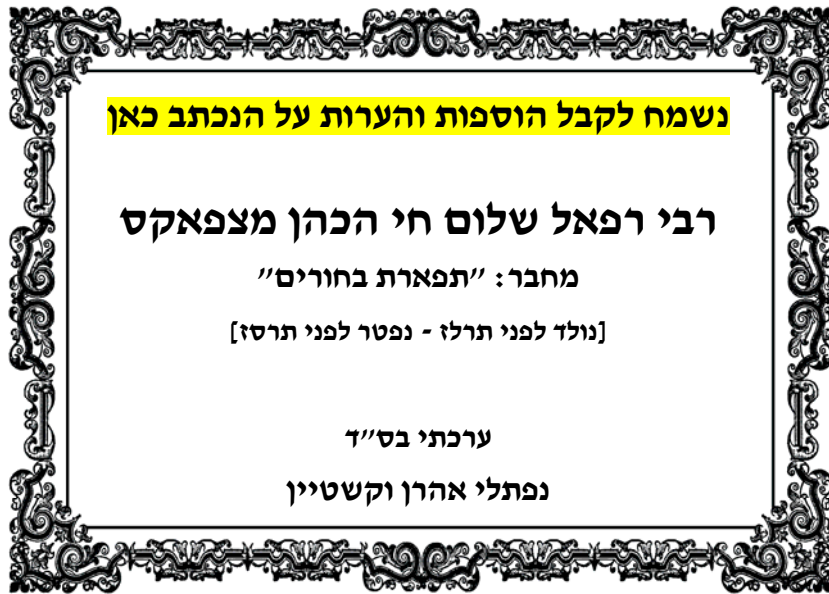 נשמח לקבל הוספות והערות על הנכתב כאן
רבי רפאל שלום חי הכהן מצפאקס
מחבר: "תפארת בחורים"
[נולד לפני תרלז - נפטר לפני תרסז]
ערכתי בס"ד
נפתלי אהרן וקשטיין